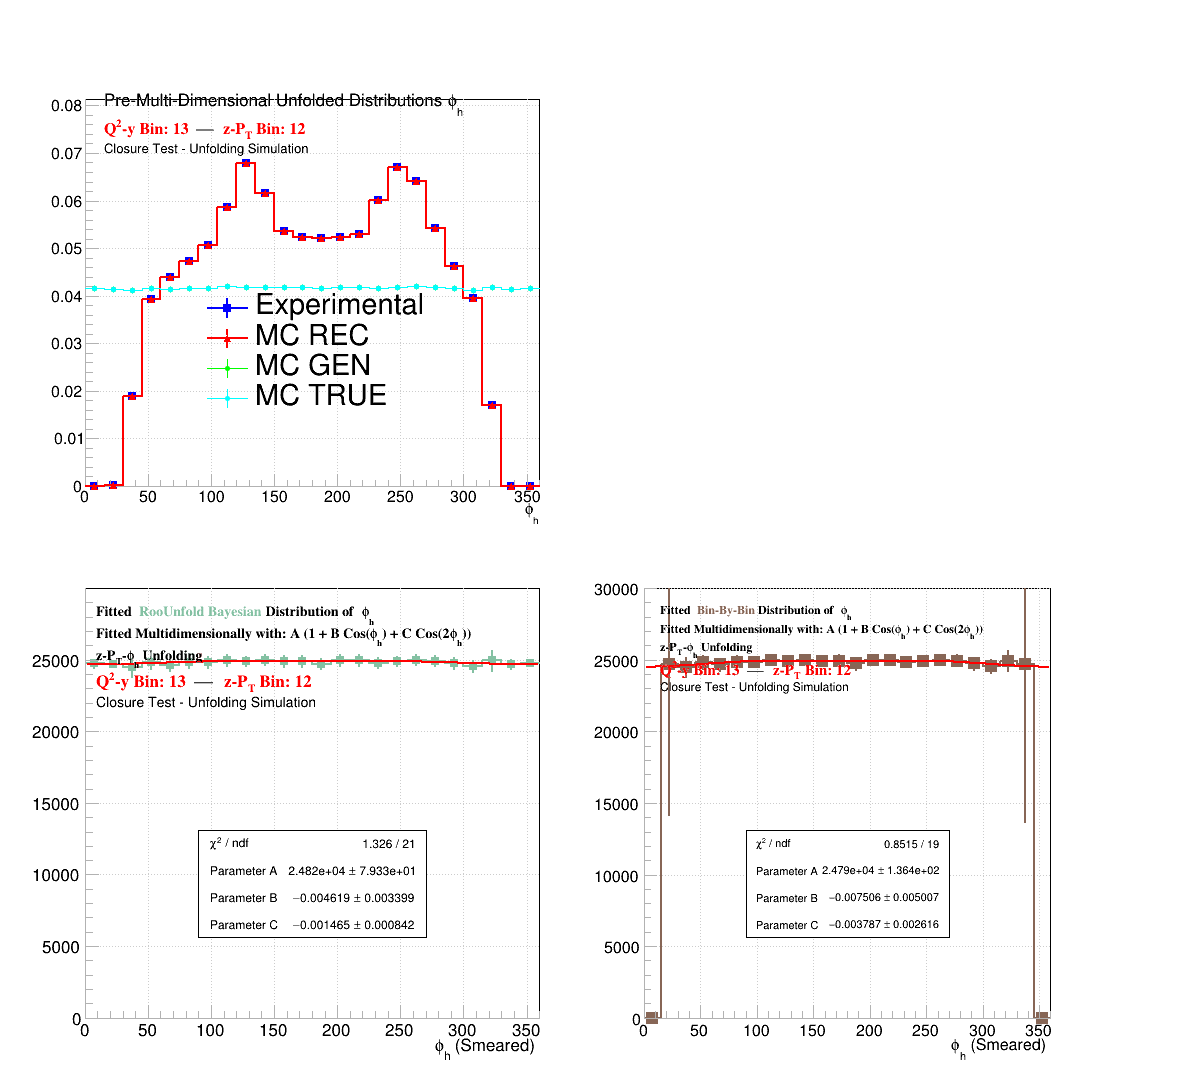 Pre-Multi-Dimensional Unfolded Distributions ϕh
Q²-y Bin: 13 — z-PT Bin: 12
Closure Test - Unfolding Simulation
0.08
0.07
0.06
0.05
0.04
0.03
0.02
0.01
0
Experimental
MC REC
MC GEN
MC TRUE
0 50 100 150 200 250 300 350
ϕh
Fitted RooUnfold Bayesian Distribution of ϕh
Fitted Multidimensionally with: A (1 + B Cos(ϕh) + C Cos(2ϕh))
z-PT-ϕh Unfolding
Q²-y Bin: 13 — z-PT Bin: 12
Closure Test - Unfolding Simulation
25000
20000
15000
10000
5000
0
χ² / ndf 1.326 / 21
Parameter A 2.482e+04 ± 7.933e+01
Parameter B −0.004619 ± 0.003399
Parameter C −0.001465 ± 0.000842
0 50 100 150 200 250 300 350
ϕh (Smeared)
Fitted Bin-By-Bin Distribution of ϕh
Fitted Multidimensionally with: A (1 + B Cos(ϕh) + C Cos(2ϕh))
z-PT-ϕh Unfolding
Q²-y Bin: 13 — z-PT Bin: 12
Closure Test - Unfolding Simulation
30000
25000
20000
15000
10000
5000
0
χ² / ndf 0.8515 / 19
Parameter A 2.479e+04 ± 1.364e+02
Parameter B −0.007506 ± 0.005007
Parameter C −0.003787 ± 0.002616
0 50 100 150 200 250 300 350
ϕh (Smeared)